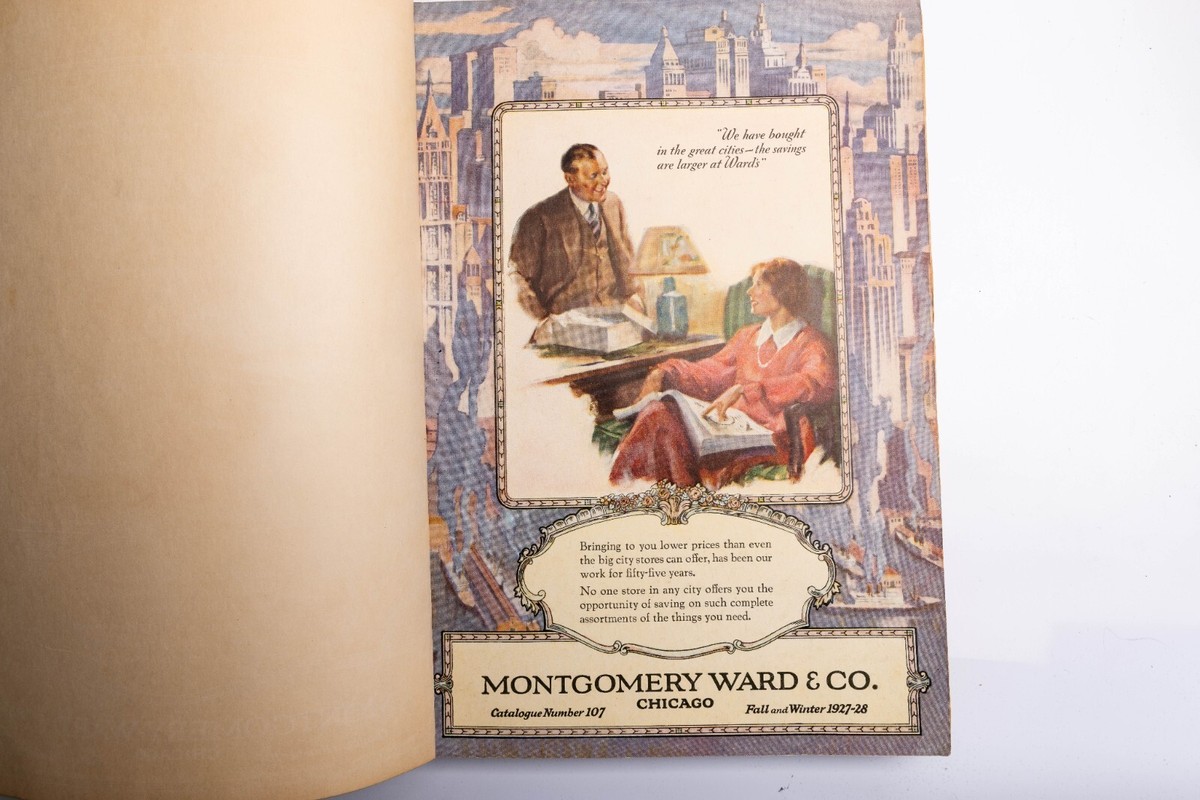 "We have bought
in the great cities—the savings
are larger at Ward's"
Bringing to you lower prices than even
the big city stores can offer, has been our
work for fifty-five years.
No one store in any city offers you the
opportunity of saving on such complete
assortments of the things you need.
MONTGOMERY WARD & CO.
CHICAGO
Catalogue Number 107 Fall and Winter 1927-28